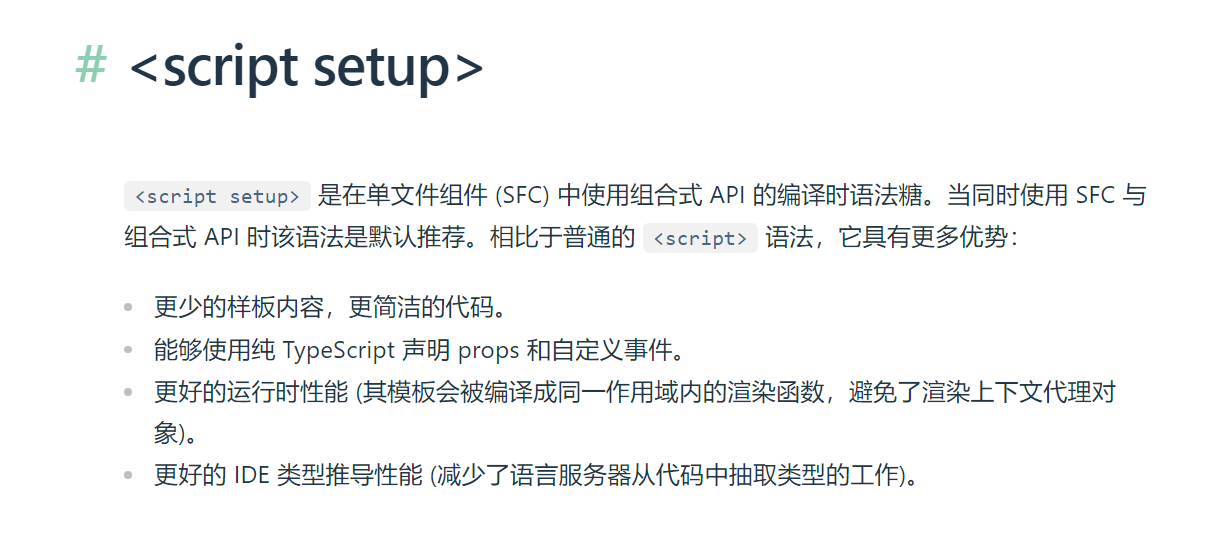 # <script setup>
<script setup> 是在单文件组件 (SFC) 中使用组合式 API 的编译时语法糖。当同时使用 SFC 与
组合式 API 时该语法是默认推荐。相比于普通的 <script> 语法，它具有更多优势：
更少的样板内容，更简洁的代码。
能够使用纯 TypeScript 声明 props 和自定义事件。
更好的运行时性能 (其模板会被编译成同一作用域内的渲染函数，避免了渲染上下文代理对
象)。
更好的 IDE 类型推导性能 (减少了语言服务器从代码中抽取类型的工作)。